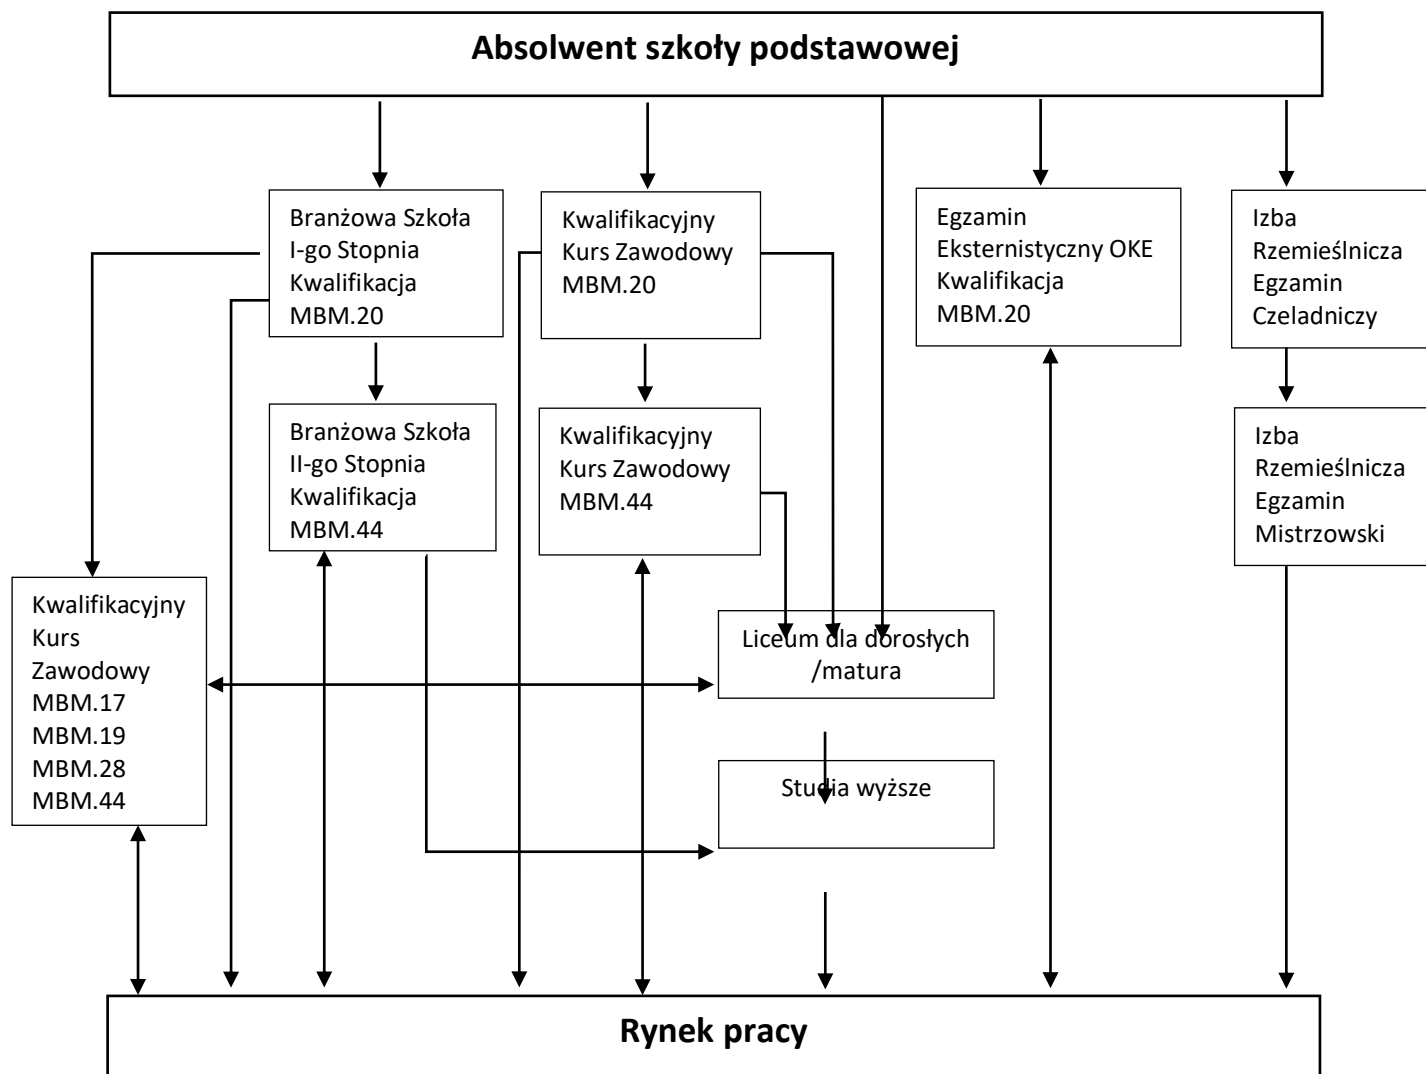 Absolwent szkoły podstawowej
Branżowa Szkoła
I-go Stopnia
Kwalifikacja
MBM.20
Kwalifikacyjny
Kurs Zawodowy
MBM.20
Egzamin
Eksternistyczny OKE
Kwalifikacja
MBM.20
Izba
Rzemieślnicza
Egzamin
Czeladniczy
Branżowa Szkoła
II-go Stopnia
Kwalifikacja
MBM.44
Kwalifikacyjny
Kurs Zawodowy
MBM.44
Izba
Rzemieślnicza
Egzamin
Mistrzowski
Kwalifikacyjny
Kurs
Zawodowy
MBM.17
MBM.19
MBM.28
MBM.44
Liceum dla dorosłych
/matura
Studia wyższe
Rynek pracy